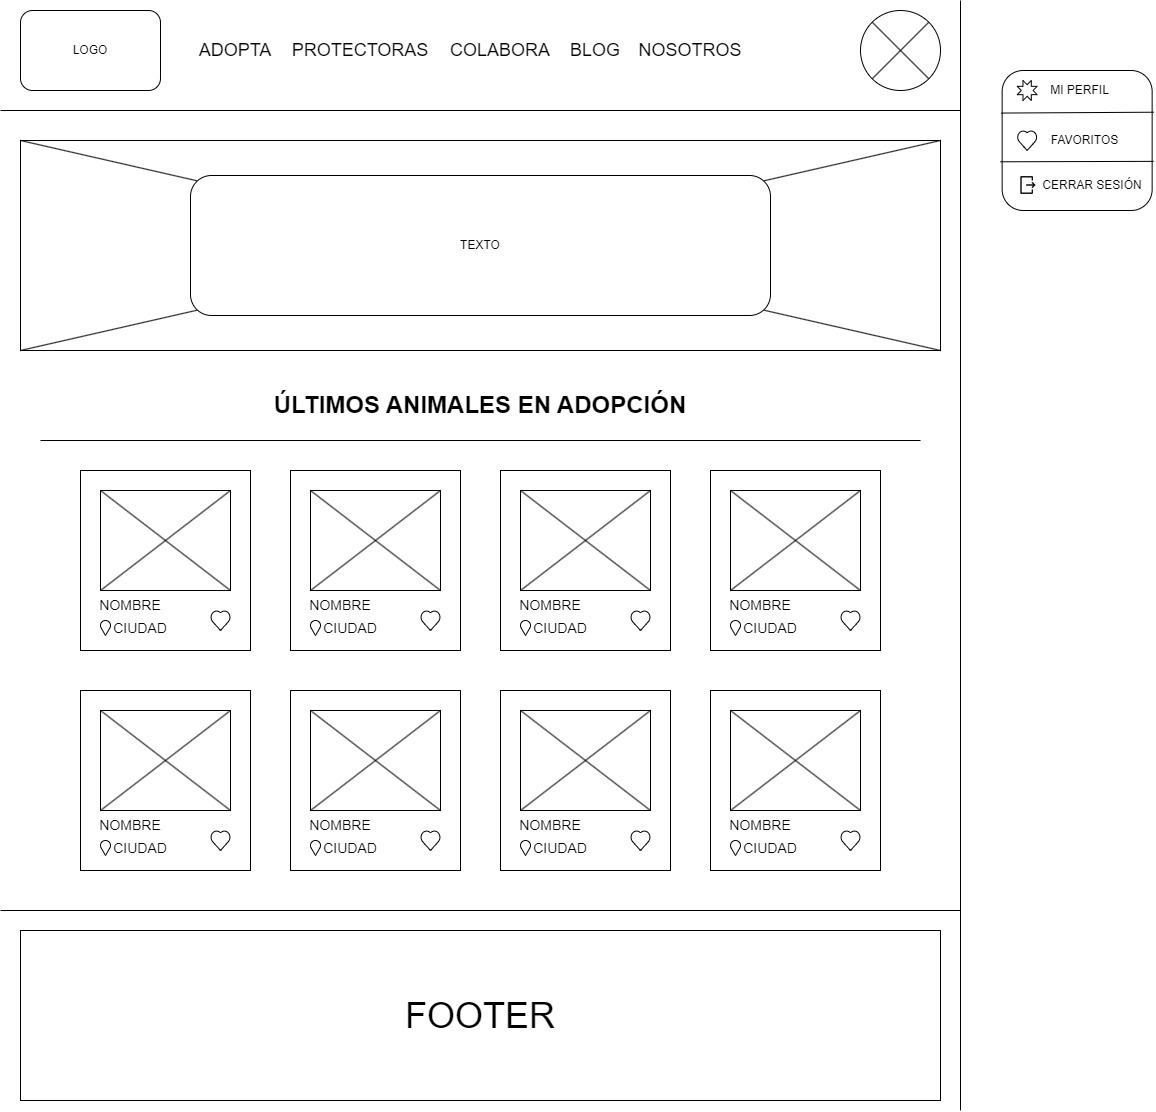 LOGO
ADOPTA PROTECTORAS COLABORA BLOG NOSOTROS
MI PERFIL
FAVORITOS
CERRAR SESIÓN
TEXTO
ÚLTIMOS ANIMALES EN ADOPCIÓN
NOMBRE
CIUDAD
NOMBRE
CIUDAD
NOMBRE
CIUDAD
NOMBRE
CIUDAD
NOMBRE
CIUDAD
NOMBRE
CIUDAD
NOMBRE
CIUDAD
NOMBRE
CIUDAD
FOOTER